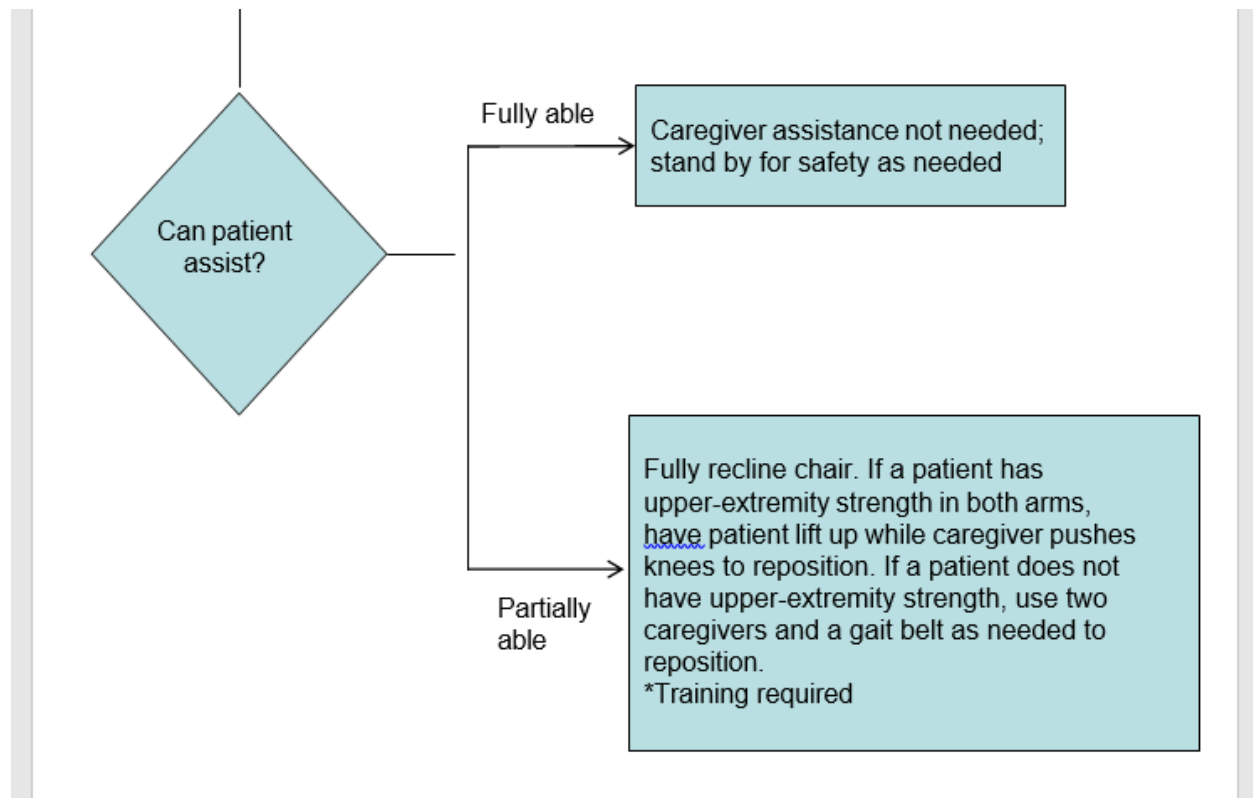 Can patient
assist?
Fully able
Caregiver assistance not needed;
stand by for safety as needed
Partially
able
Fully recline chair. If a patient has
upper-extremity strength in both arms,
have patient lift up while caregiver pushes
knees to reposition. If a patient does not
have upper-extremity strength, use two
caregivers and a gait belt as needed to
reposition.
*Training required